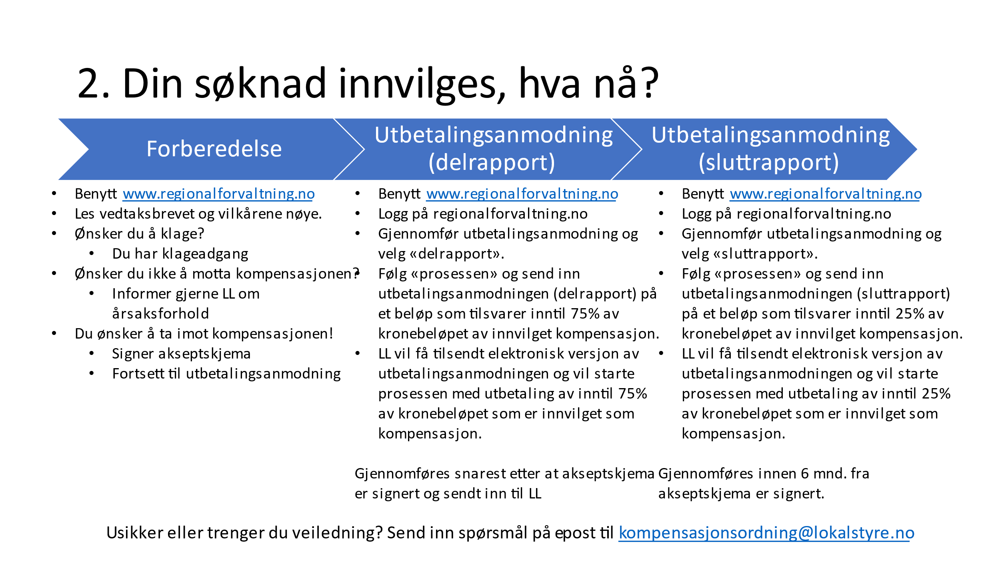 2. Din søknad innvilges, hva nå?
Forberedelse
Utbetalingsanmodning
(delrapport)
Utbetalingsanmodning
(sluttrapport)
• Benytt www.regionalforvaltning.no
• Les vedtaksbrevet og vilkårene nøye.
• Ønsker du å klage?
• Du har klageadgang
• Ønsker du ikke å motta kompensasjonen?
• Informer gjerne LL om
årsaksforhold
• Du ønsker å ta imot kompensasjonen!
• Signer akseptskjema
• Fortsett til utbetalingsanmodning
• Benytt www.regionalforvaltning.no
• Logg på regionalforvaltning.no
• Gjennomfør utbetalingsanmodning og
velg «delrapport».
• Følg «prosessen» og send inn
utbetalingsanmodningen (delrapport) på
et beløp som tilsvarer inntil 75% av
kronebeløpet av innvilget kompensasjon.
• LL vil få tilsendt elektronisk versjon av
utbetalingsanmodningen og vil starte
prosessen med utbetaling av inntil 75%
av kronebeløpet som er innvilget som
kompensasjon.
Gjennomføres snarest etter at akseptskjema
er signert og sendt inn til LL
• Benytt www.regionalforvaltning.no
• Logg på regionalforvaltning.no
• Gjennomfør utbetalingsanmodning og
velg «sluttrapport».
• Følg «prosessen» og send inn
utbetalingsanmodningen (sluttrapport)
på et beløp som tilsvarer inntil 25% av
kronebeløpet av innvilget kompensasjon.
• LL vil få tilsendt elektronisk versjon av
utbetalingsanmodningen og vil starte
prosessen med utbetaling av inntil 25%
av kronebeløpet som er innvilget som
kompensasjon.
Gjennomføres innen 6 mnd. fra
akseptskjema er signert.
Usikker eller trenger du veiledning? Send inn spørsmål på epost til kompensasjonsordning@lokalstyre.no